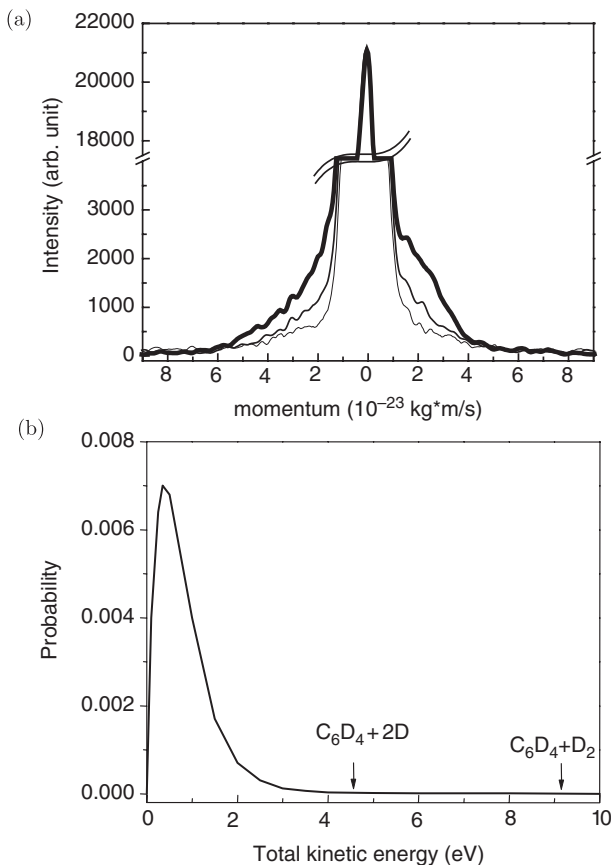 (a)
22000
20000
18000
3000
2000
1000
0
Intensity (arb. unit)
8 6 4 2 0 2 4 6 8
momentum (10⁻²³ kg*m/s)
(b)
0.008
0.006
0.004
0.002
0.000
Probability
C₆D₄+2D
C₆D₄+D₂
0 2 4 6 8 10
Total kinetic energy (eV)